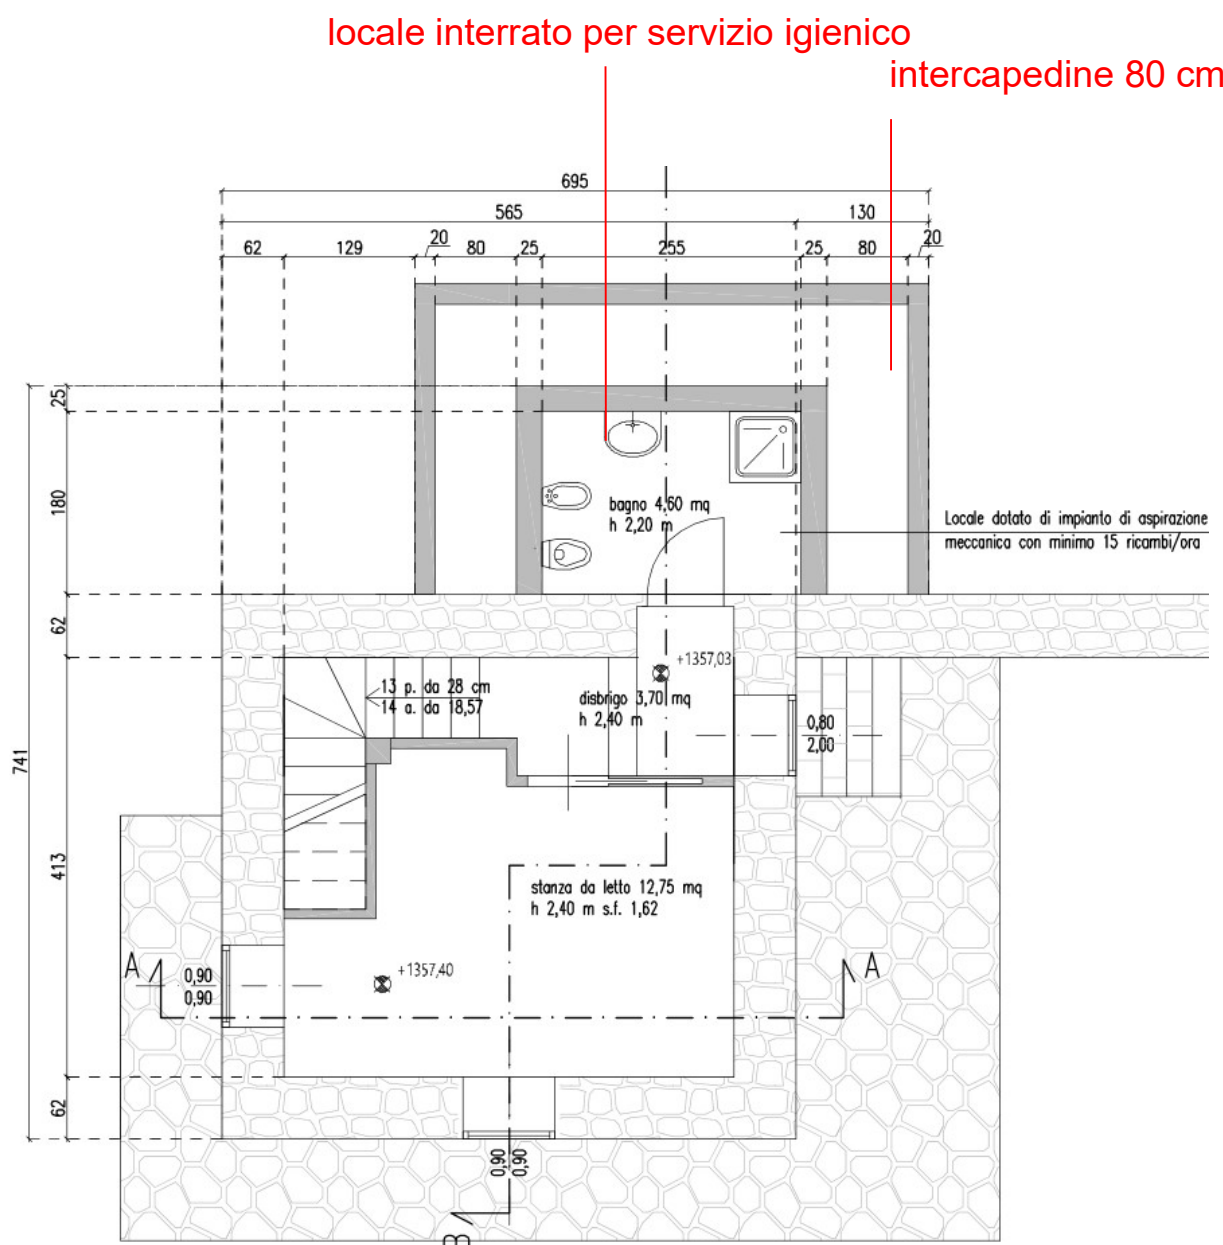 locale interrato per servizio igienico
intercapedine 80 cm
695
565
130
62
129
20
80
25
255
25
80
20
25
180
62
741
413
62
bagno 4,60 mq
h 2,20 m
Locale dotato di impianto di aspirazione
meccanica con minimo 15 ricambi/ora
+1357,03
13 p. da 28 cm
14 a. da 18,57
disbrigo 3,70 mq
h 2,40 m
0,80
2,00
stanza da letto 12,75 mq
h 2,40 m s.f. 1,62
A
A
0,90
0,90
+1357,40
0,90
0,90
B